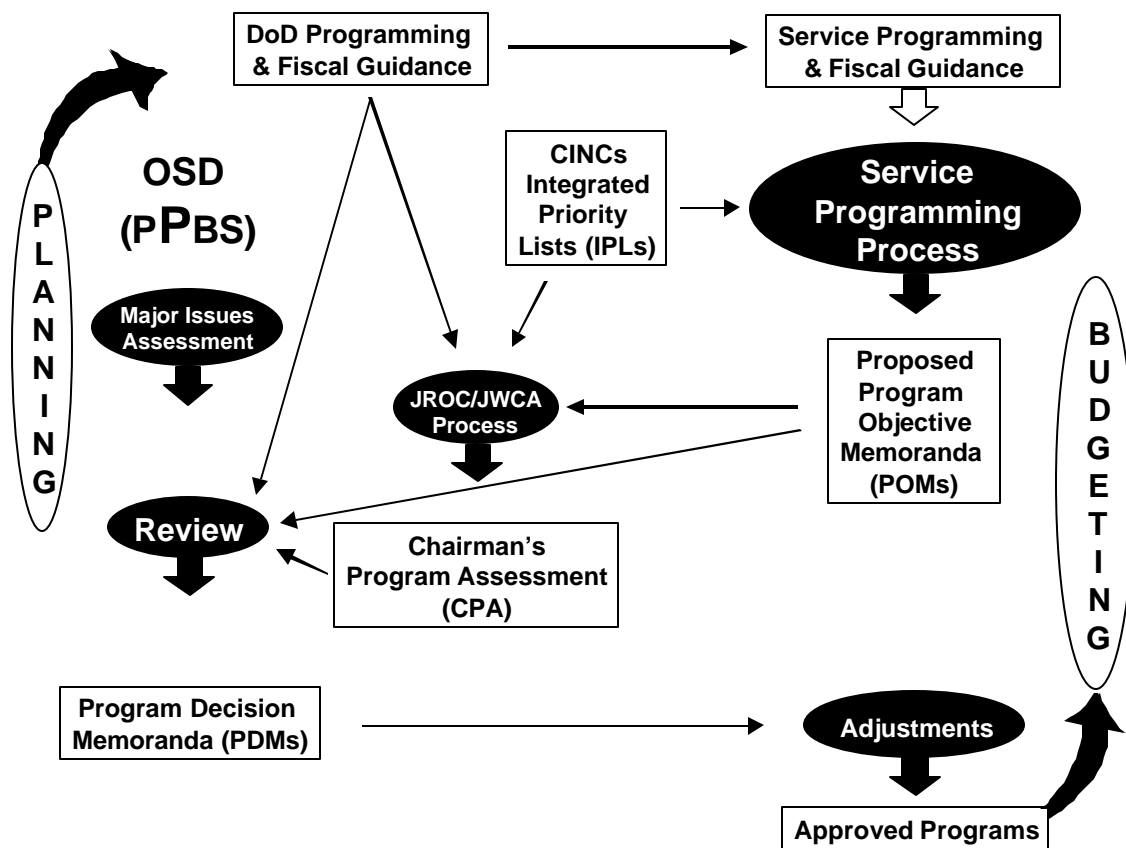 DoD Programming
& Fiscal Guidance
Service Programming
& Fiscal Guidance
PLANNING
OSD
(PPBS)
CINCs
Integrated
Priority
Lists (IPLs)
Service
Programming
Process
Major Issues
Assessment
JROC/JWCA
Process
Proposed
Program
Objective
Memoranda
(POMs)
BUDGETING
Review
Chairman’s
Program Assessment
(CPA)
Program Decision
Memoranda (PDMs)
Adjustments
Approved Programs